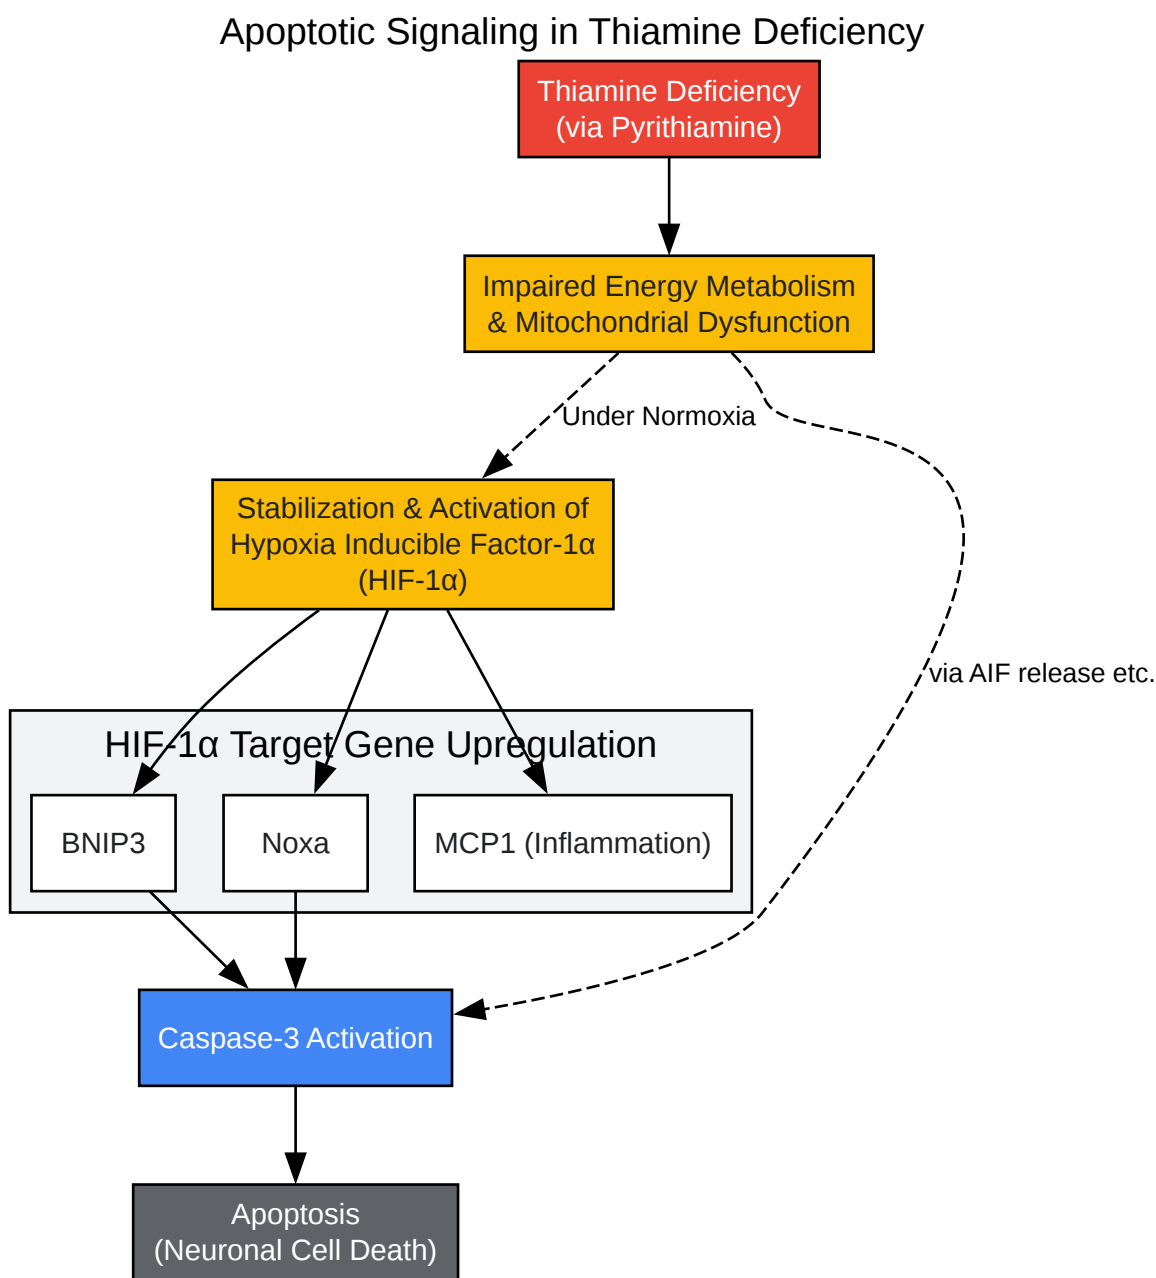 Apoptotic Signaling in Thiamine Deficiency
Thiamine Deficiency
(via Pyrithiamine)
Impaired Energy Metabolism
& Mitochondrial Dysfunction
Under Normoxia
Stabilization & Activation of
Hypoxia Inducible Factor-1α
(HIF-1α)
via AIF release etc.
HIF-1α Target Gene Upregulation
BNIP3
Noxa
MCP1 (Inflammation)
Caspase-3 Activation
Apoptosis
(Neuronal Cell Death)